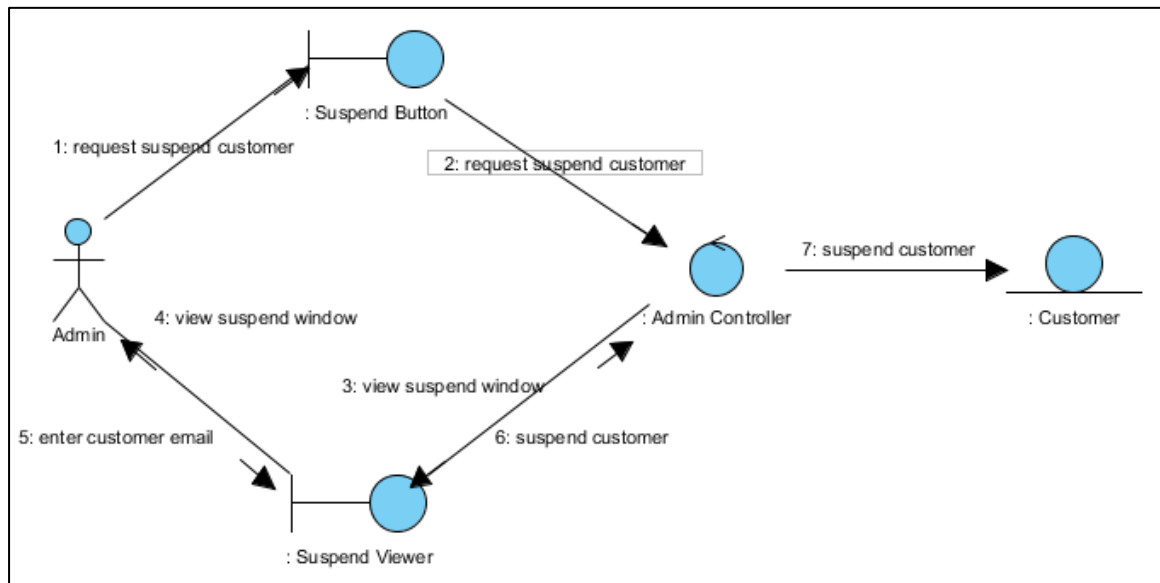 : Suspend Button
1: request suspend customer
2: request suspend customer
7: suspend customer
: Admin Controller
: Customer
Admin
4: view suspend window
3: view suspend window
5: enter customer email
6: suspend customer
: Suspend Viewer